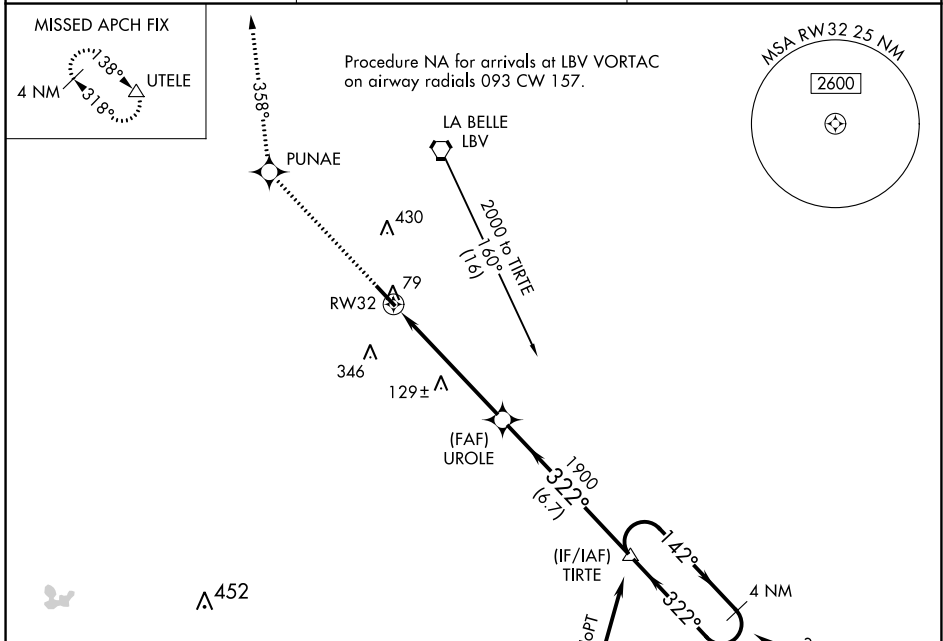 MISSED APCH FIX
138°
4 NM
UTELE
318°
358°
Procedure NA for arrivals at LBV VORTAC
on airway radials 093 CW 157.
MSA RW32 25 NM
2600
LA BELLE
LBV
PUNAE
430
2000 to TIRTE
160°
(16)
79
RW32
346
129±
(FAF)
UROLE
1900
322°
(6.7)
142°
(IF/IAF)
TIRTE
4 NM
322°
452